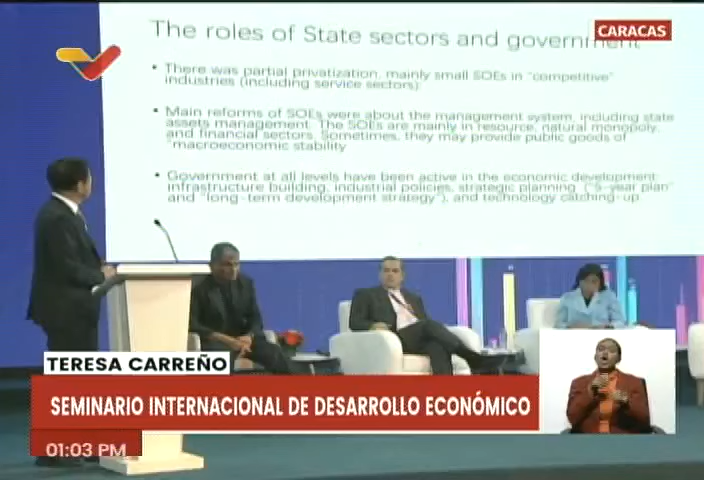 CARACAS
The roles of State sectors and government
• There was partial privatization, mainly small SOEs in "competitive"
industries (including service sectors)
• Main reforms of SOEs were about the management system, including state
assets management. The SOEs are mainly in resource, natural monopoly,
and financial sectors. Sometimes, they may provide public goods of
"macroeconomic stability
• Government at all levels have been active in the economic development:
infrastructure building, industrial policies, strategic planning ("5-year plan"
and "long-term development strategy"), and technology catching-up.
TERESA CARREÑO
SEMINARIO INTERNACIONAL DE DESARROLLO ECONÓMICO
01:03 PM